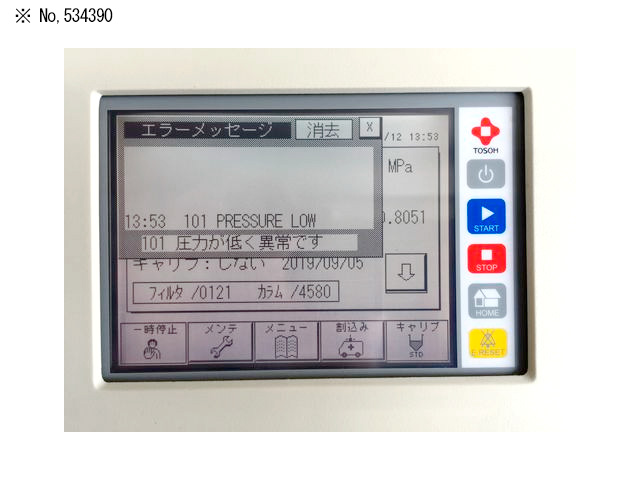 ※ No,534390
エラーメッセージ 消去 X
/12 13:53
MPa
13:53 101 PRESSURE LOW
.8051
101 圧力が低く異常です
キャリブ:しない 2019/09/05
フィルタ /0121 カラム /4580
一時停止 メンテ メニュー 割込み キャリブ
STD
TOSOH
START
STOP
HOME
E.RESET